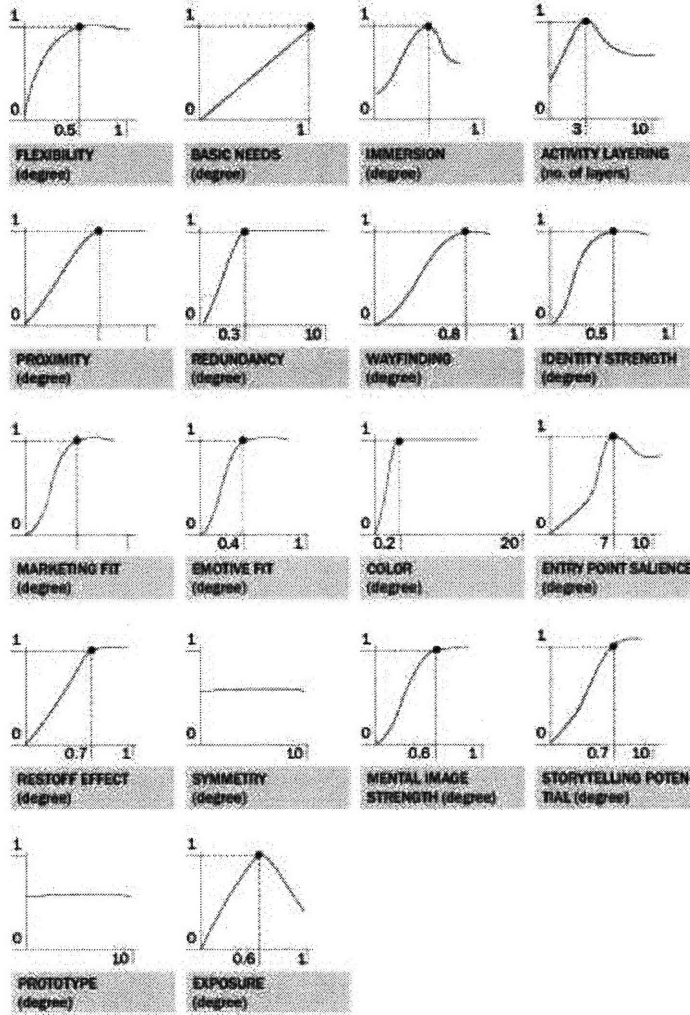 1
0
0.5 1
FLEXIBILITY
(degree)
1
0
1
BASIC NEEDS
(degree)
1
0
1
IMMERSION
(degree)
1
0
3 10
ACTIVITY LAYERING
(no. of layers)
1
0
PROXIMITY
(degree)
1
0
0.3 10
REDUNDANCY
(degree)
1
0
0.8 1
WAYFINDING
(degree)
1
0
0.5 1
IDENTITY STRENGTH
(degree)
1
0
MARKETING FIT
(degree)
1
0
0.4 1
EMOTIVE FIT
(degree)
1
0
0.2 20
COLOR
(degree)
1
0
7 10
ENTRY POINT SALIENCE
(degree)
1
0
0.7 1
RESTOFF EFFECT
(degree)
1
0
10
SYMMETRY
(degree)
1
0
0.6 1
MENTAL IMAGE
STRENGTH (degree)
1
0
0.7 10
STORYTELLING POTEN
TIAL (degree)
1
0
10
PROTOTYPE
(degree)
1
0
0.6 1
EXPOSURE
(degree)